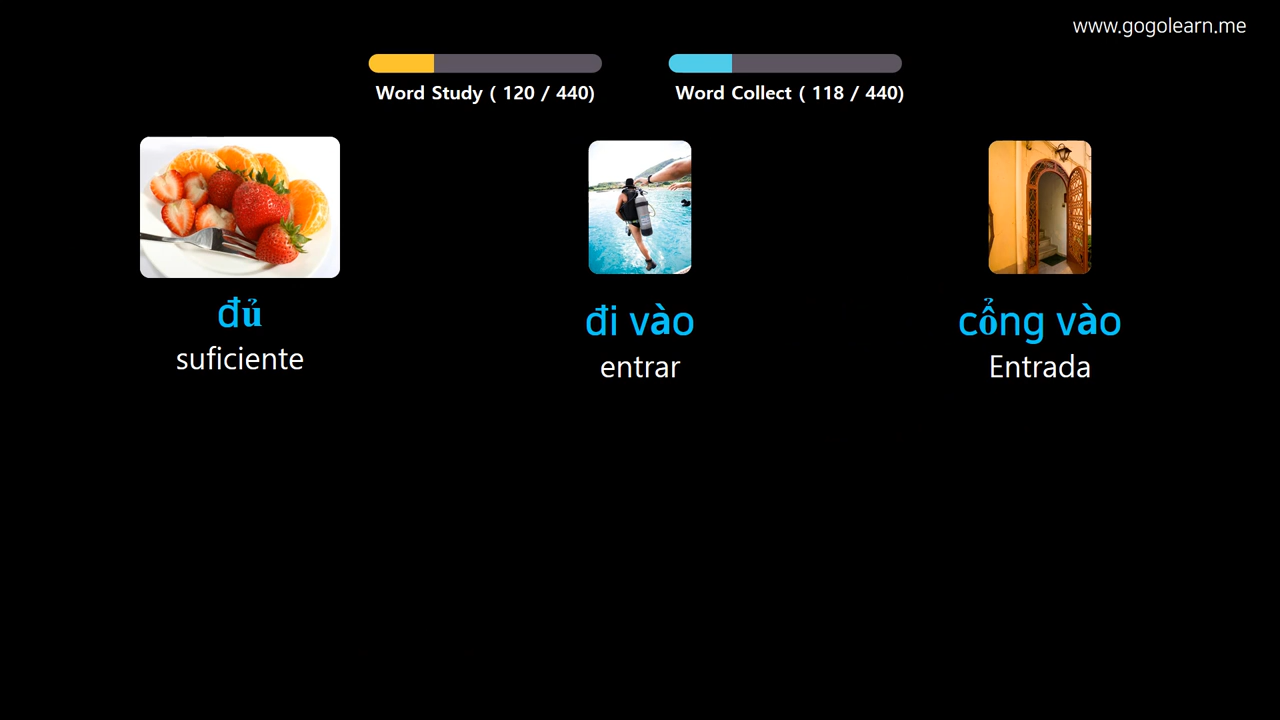 www.gogolearn.me
Word Study ( 120 / 440)
Word Collect ( 118 / 440)
đủ
suficiente
đi vào
entrar
cổng vào
Entrada